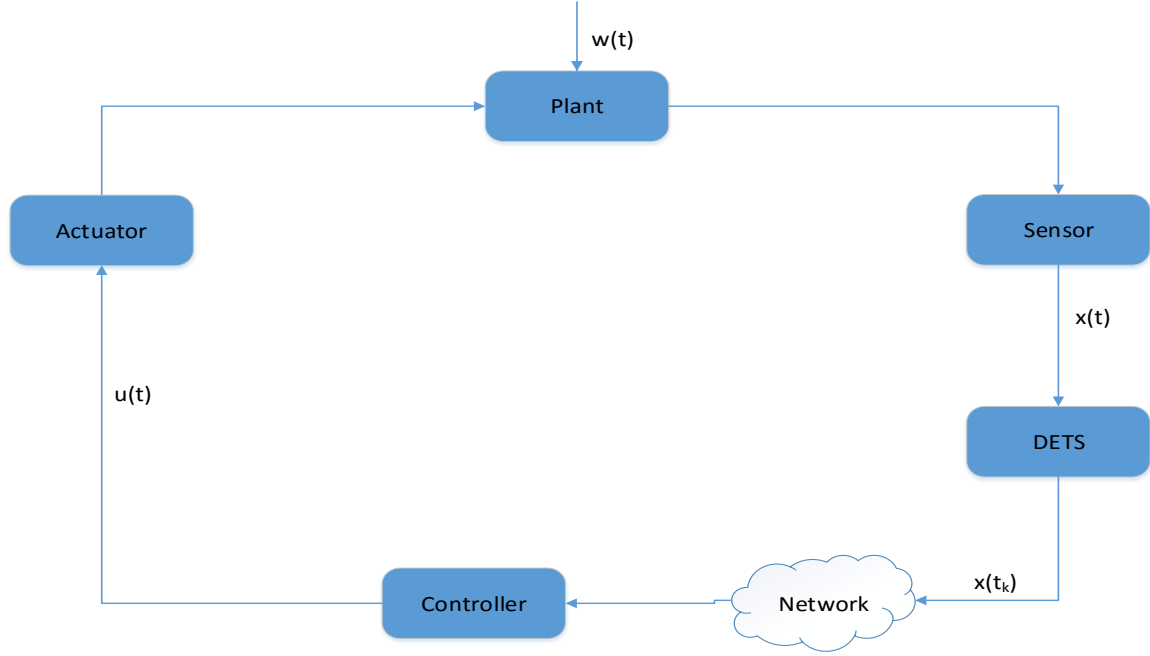 w(t)
Plant
Actuator
Sensor
x(t)
u(t)
DETS
x(tₖ)
Network
Controller